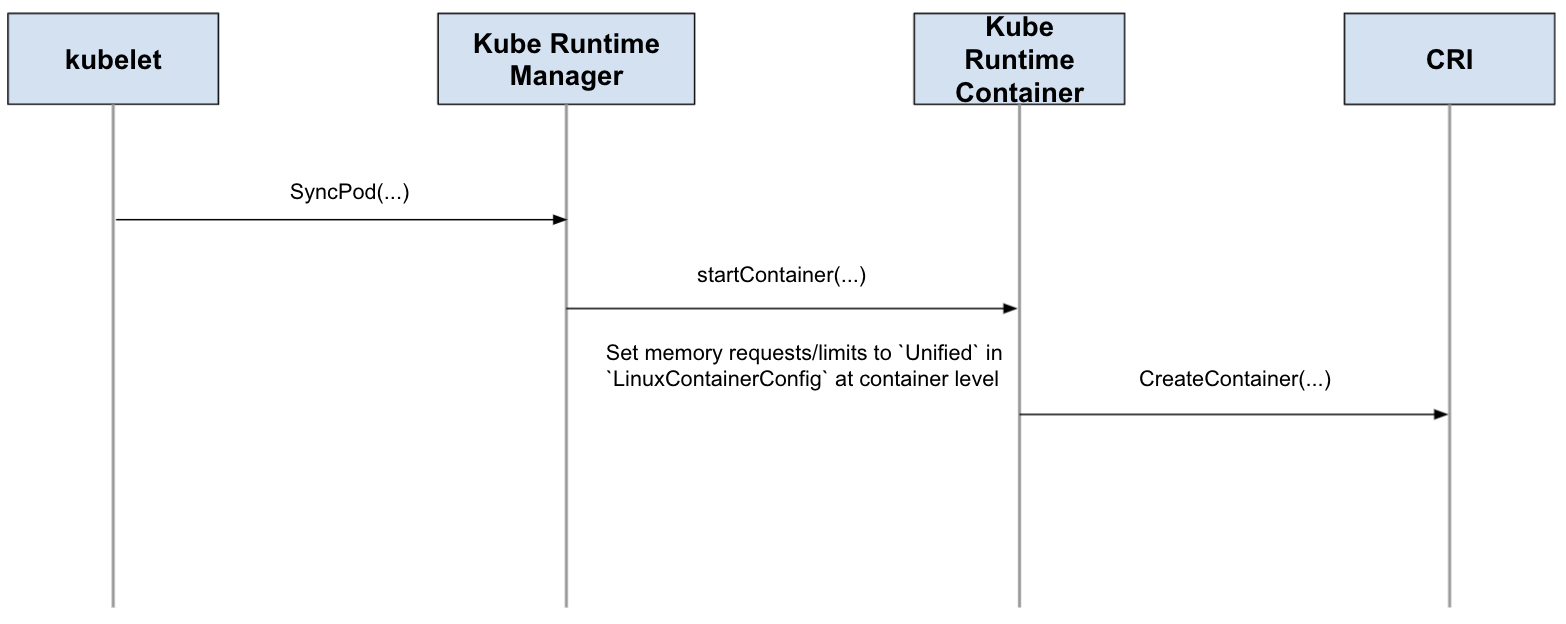 kubelet
Kube Runtime
Manager
Kube
Runtime
Container
CRI
SyncPod(...)
startContainer(...)
Set memory requests/limits to `Unified` in
`LinuxContainerConfig` at container level
CreateContainer(...)